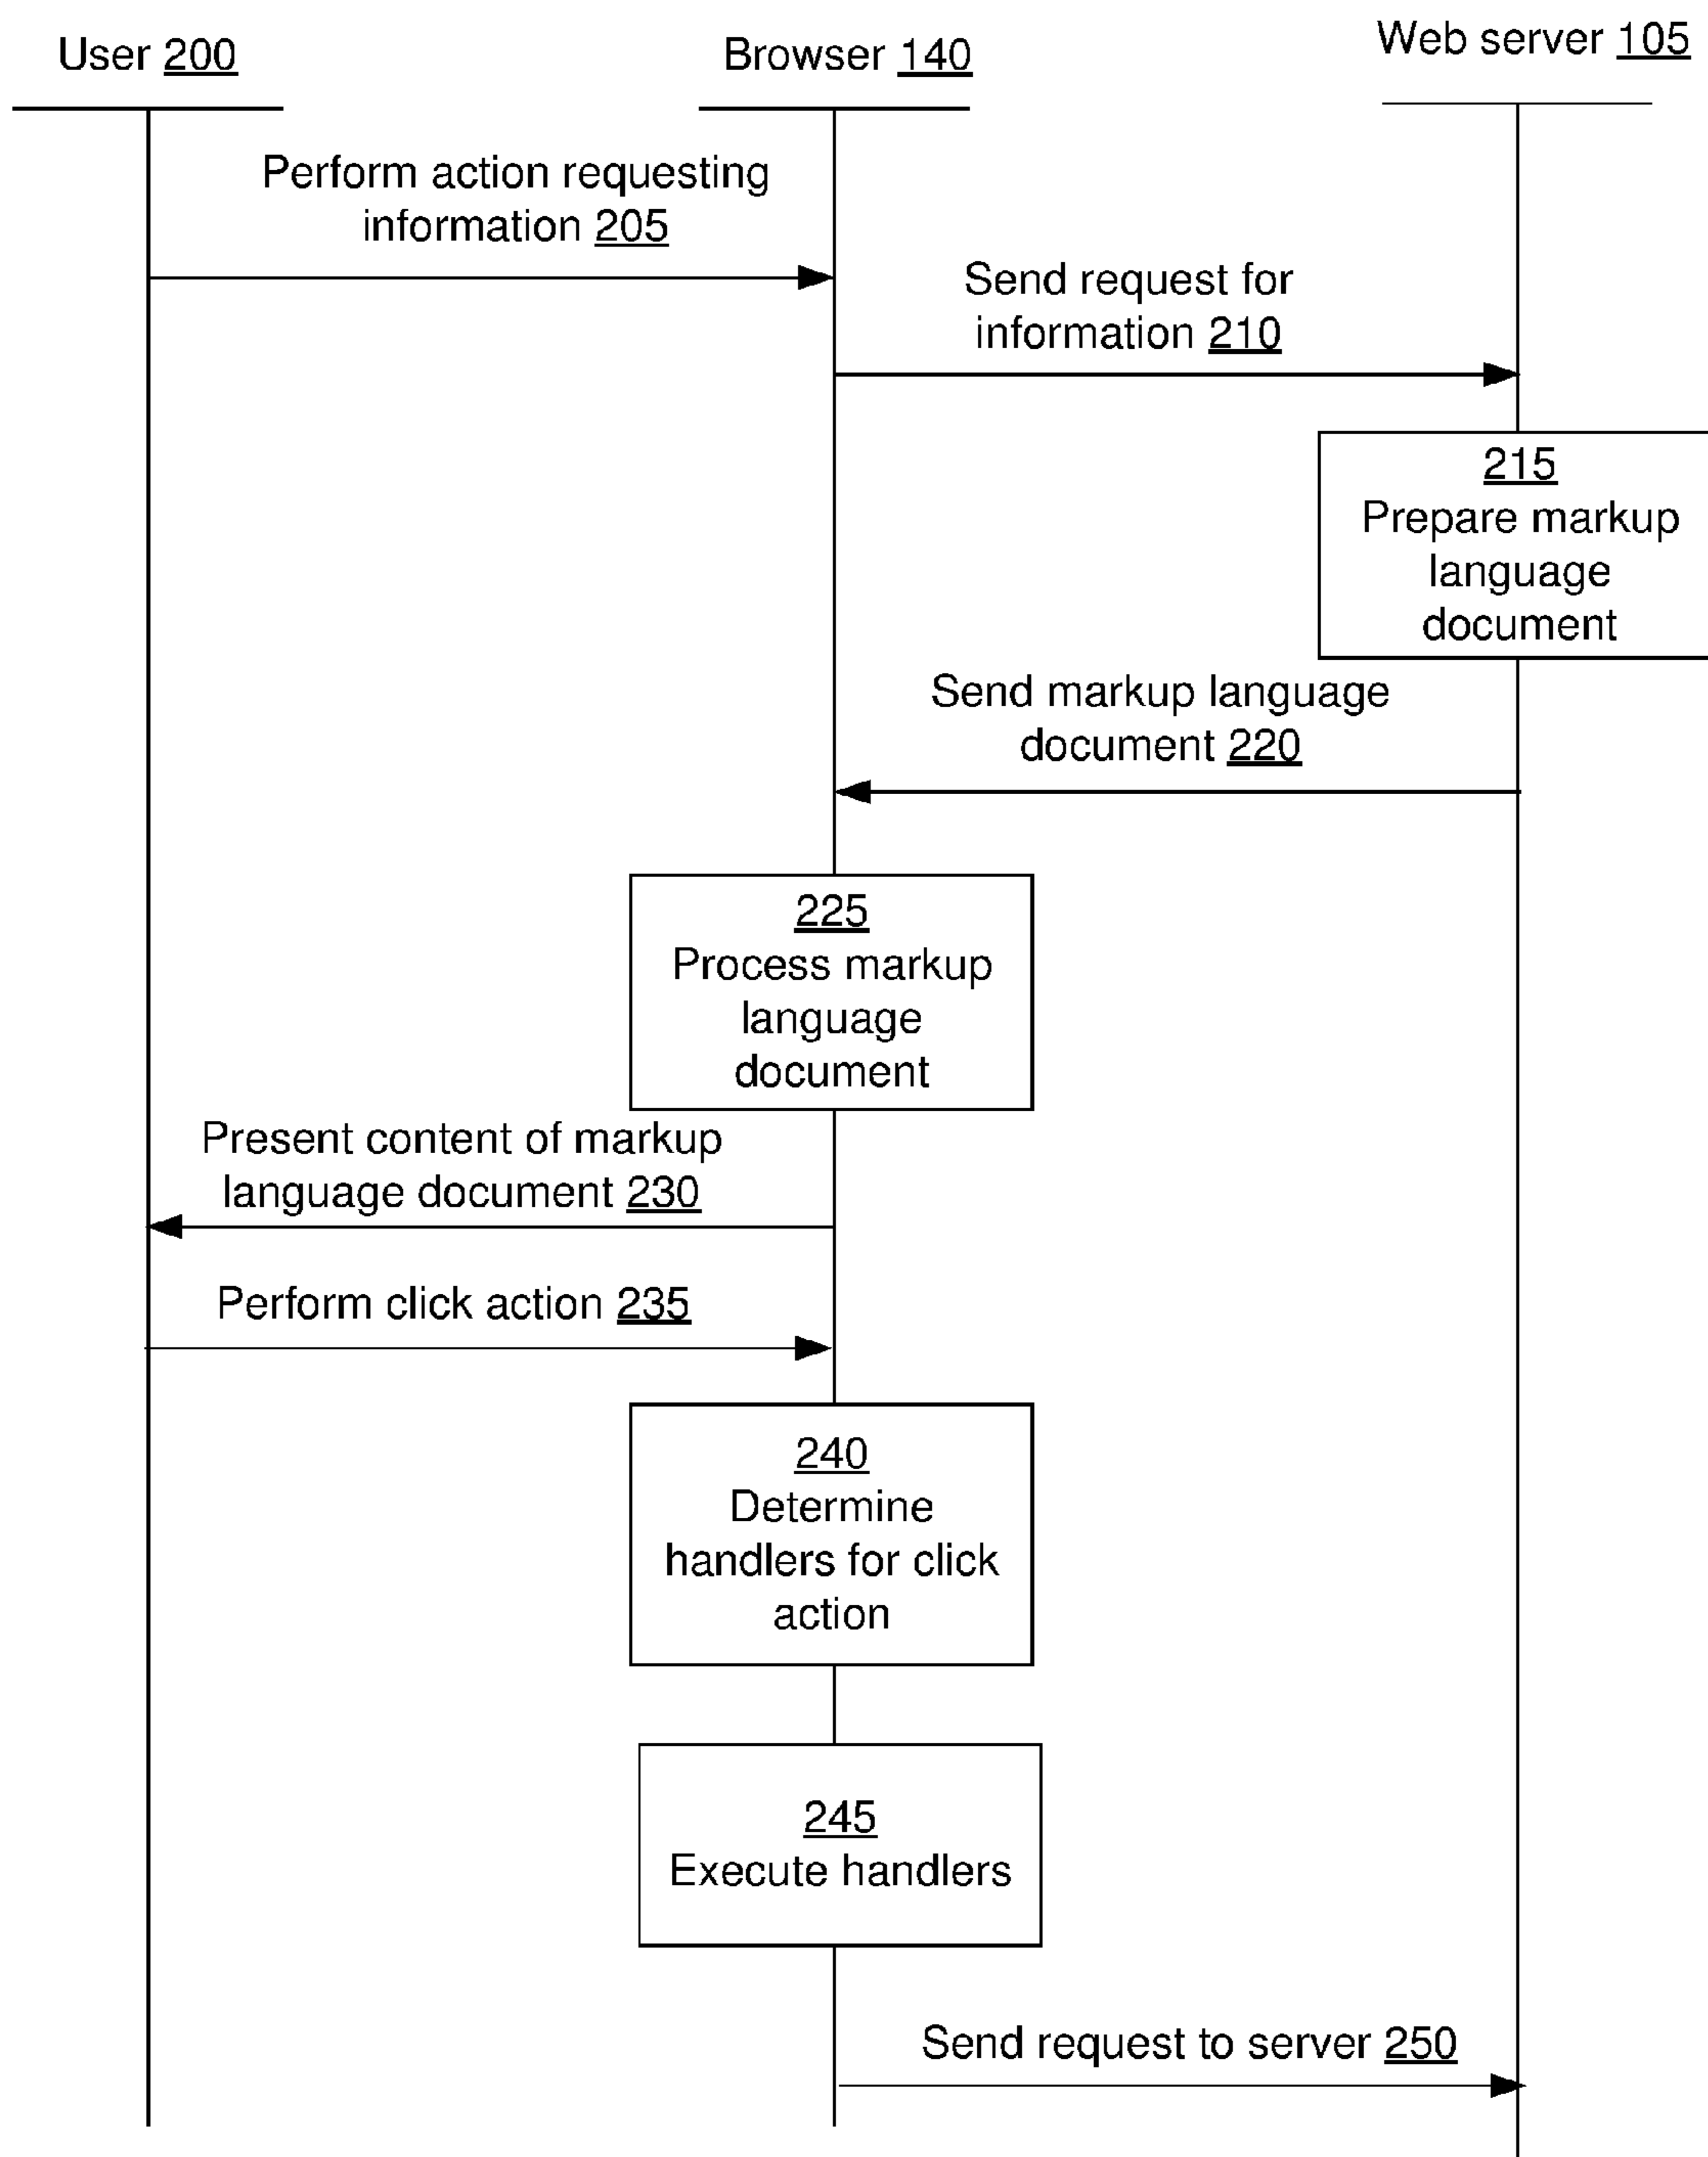 User 200
Browser 140
Web server 105
Perform action requesting
information 205
Send request for
information 210
215
Prepare markup
language
document
Send markup language
document 220
225
Process markup
language
document
Present content of markup
language document 230
Perform click action 235
240
Determine
handlers for click
action
245
Execute handlers
Send request to server 250